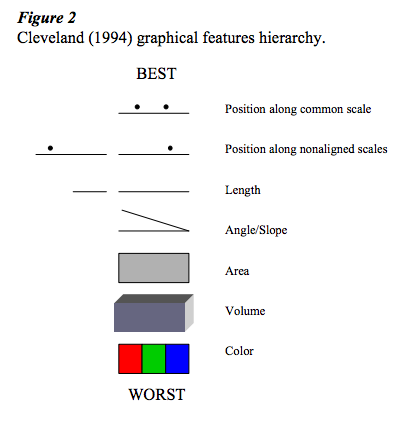 Figure 2
Cleveland (1994) graphical features hierarchy.
BEST
Position along common scale
Position along nonaligned scales
Length
Angle/Slope
Area
Volume
Color
WORST